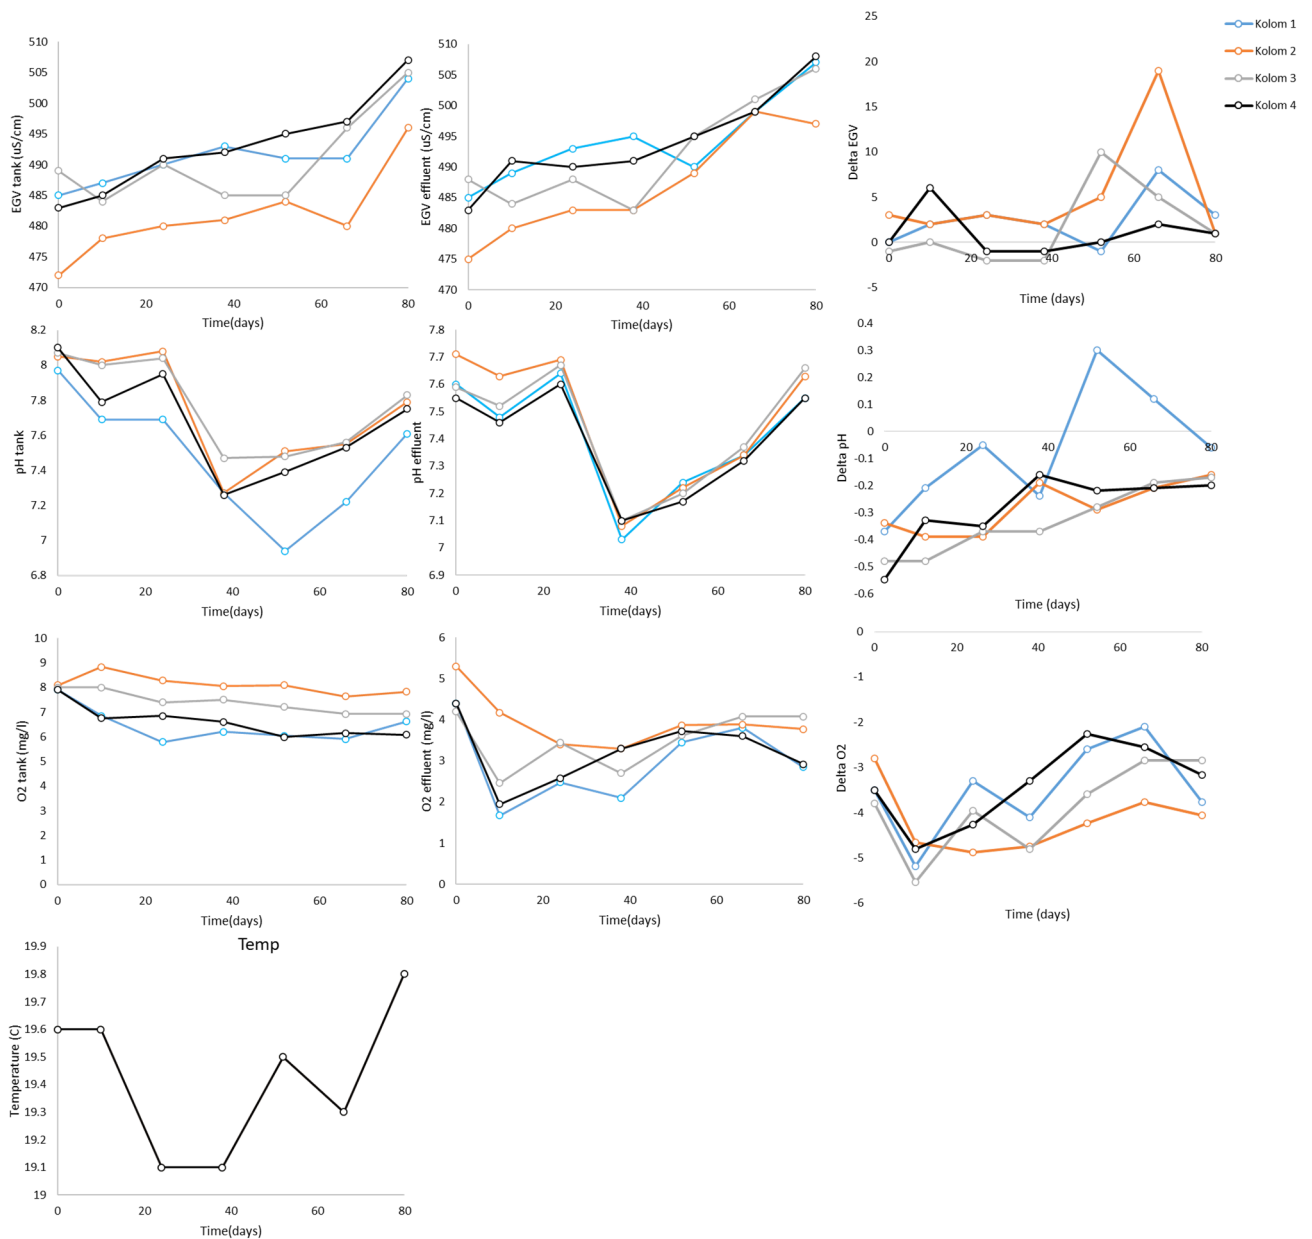 EGV tank (uS/cm)
510
505
500
495
490
485
480
475
470
0 20 40 60 80
Time(days)
EGV effluent (uS/cm)
510
505
500
495
490
485
480
475
470
0 20 40 60 80
Time(days)
Delta EGV
25
20
15
10
5
0
-5
0 20 40 60 80
Time (days)
Kolom 1
Kolom 2
Kolom 3
Kolom 4
pH tank
8.2
8
7.8
7.6
7.4
7.2
7
6.8
0 20 40 60 80
Time(days)
pH effluent
7.8
7.7
7.6
7.5
7.4
7.3
7.2
7.1
7
6.9
0 20 40 60 80
Time(days)
Delta pH
0.4
0.3
0.2
0.1
0
-0.1
-0.2
-0.3
-0.4
-0.5
-0.6
0 20 40 60 80
Time (days)
O2 tank (mg/l)
10
9
8
7
6
5
4
3
2
1
0
0 20 40 60 80
Time(days)
O2 effluent (mg/l)
6
5
4
3
2
1
0
0 20 40 60 80
Time(days)
Delta O2
0
-1
-2
-3
-4
-5
-6
0 20 40 60 80
Time (days)
Temp
Temperature (C)
19.9
19.8
19.7
19.6
19.5
19.4
19.3
19.2
19.1
19
0 20 40 60 80
Time(days)